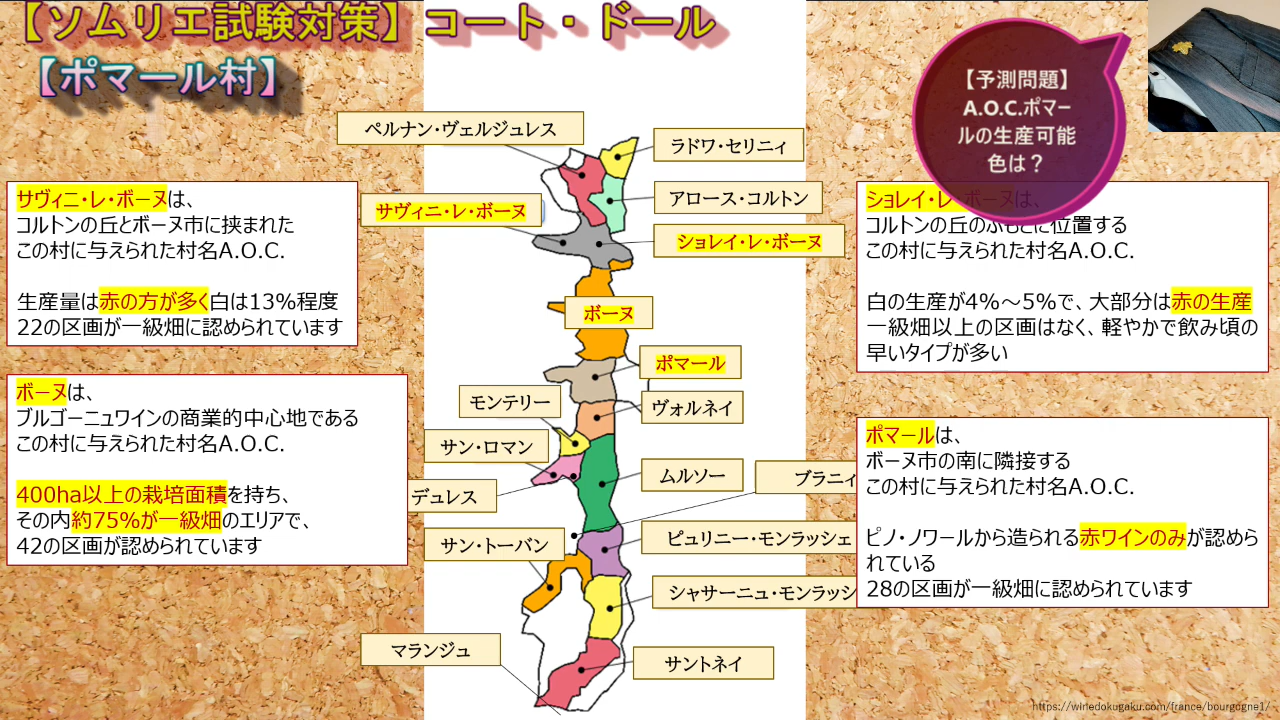 【ソムリエ試験対策】コート・ドール
【ポマール村】
【予測問題】
A.O.C.ポマー
ルの生産可能
色は？
ペルナン・ヴェルジュレス
ラドワ・セリニィ
サヴィニ・レ・ボーヌ
アロース・コルトン
ショレイ・レ・ボーヌ
ボーヌ
ポマール
モンテリー
ヴォルネイ
サン・ロマン
ムルソー
ブラニィ
デュレス
サン・トーバン
ピュリニー・モンラッシェ
シャサーニュ・モンラッシ
マランジュ
サントネイ
サヴィニ・レ・ボーヌは、
コルトンの丘とボーヌ市に挟まれた
この村に与えられた村名A.O.C.
生産量は赤の方が多く白は13%程度
22の区画が一級畑に認められています
ボーヌは、
ブルゴーニュワインの商業的中心地である
この村に与えられた村名A.O.C.
400ha以上の栽培面積を持ち、
その内約75%が一級畑のエリアで、
42の区画が認められています
ショレイ・レ・ボーヌは、
コルトンの丘のふもとに位置する
この村に与えられた村名A.O.C.
白の生産が4%～5%で、大部分は赤の生産
一級畑以上の区画はなく、軽やかで飲み頃の
早いタイプが多い
ポマールは、
ボーヌ市の南に隣接する
この村に与えられた村名A.O.C.
ピノ・ノワールから造られる赤ワインのみが認めら
れている
28の区画が一級畑に認められています
https://winedokugaku.com/france/bourgogne1/